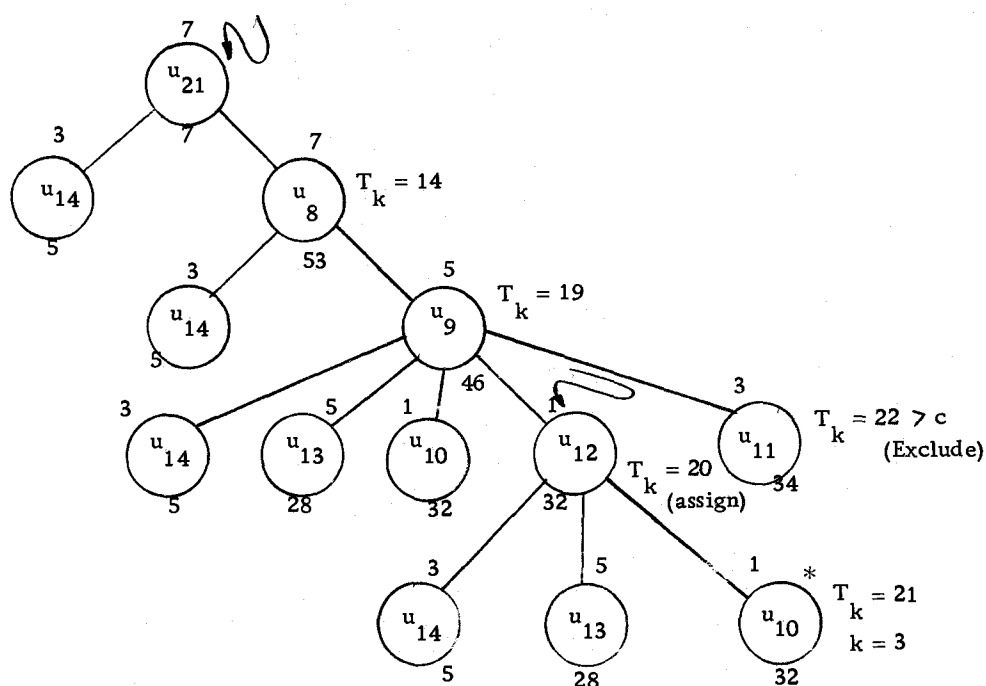 7
u21
7
3
u14
5
7
u8
53
Tk = 14
3
u14
5
5
u9
46
Tk = 19
3
u14
5
5
u13
28
1
u10
32
1
u12
32
Tk = 20
(assign)
3
u11
34
Tk = 22 > c
(Exclude)
3
u14
5
5
u13
28
1
u10
32
*
Tk = 21
k = 3